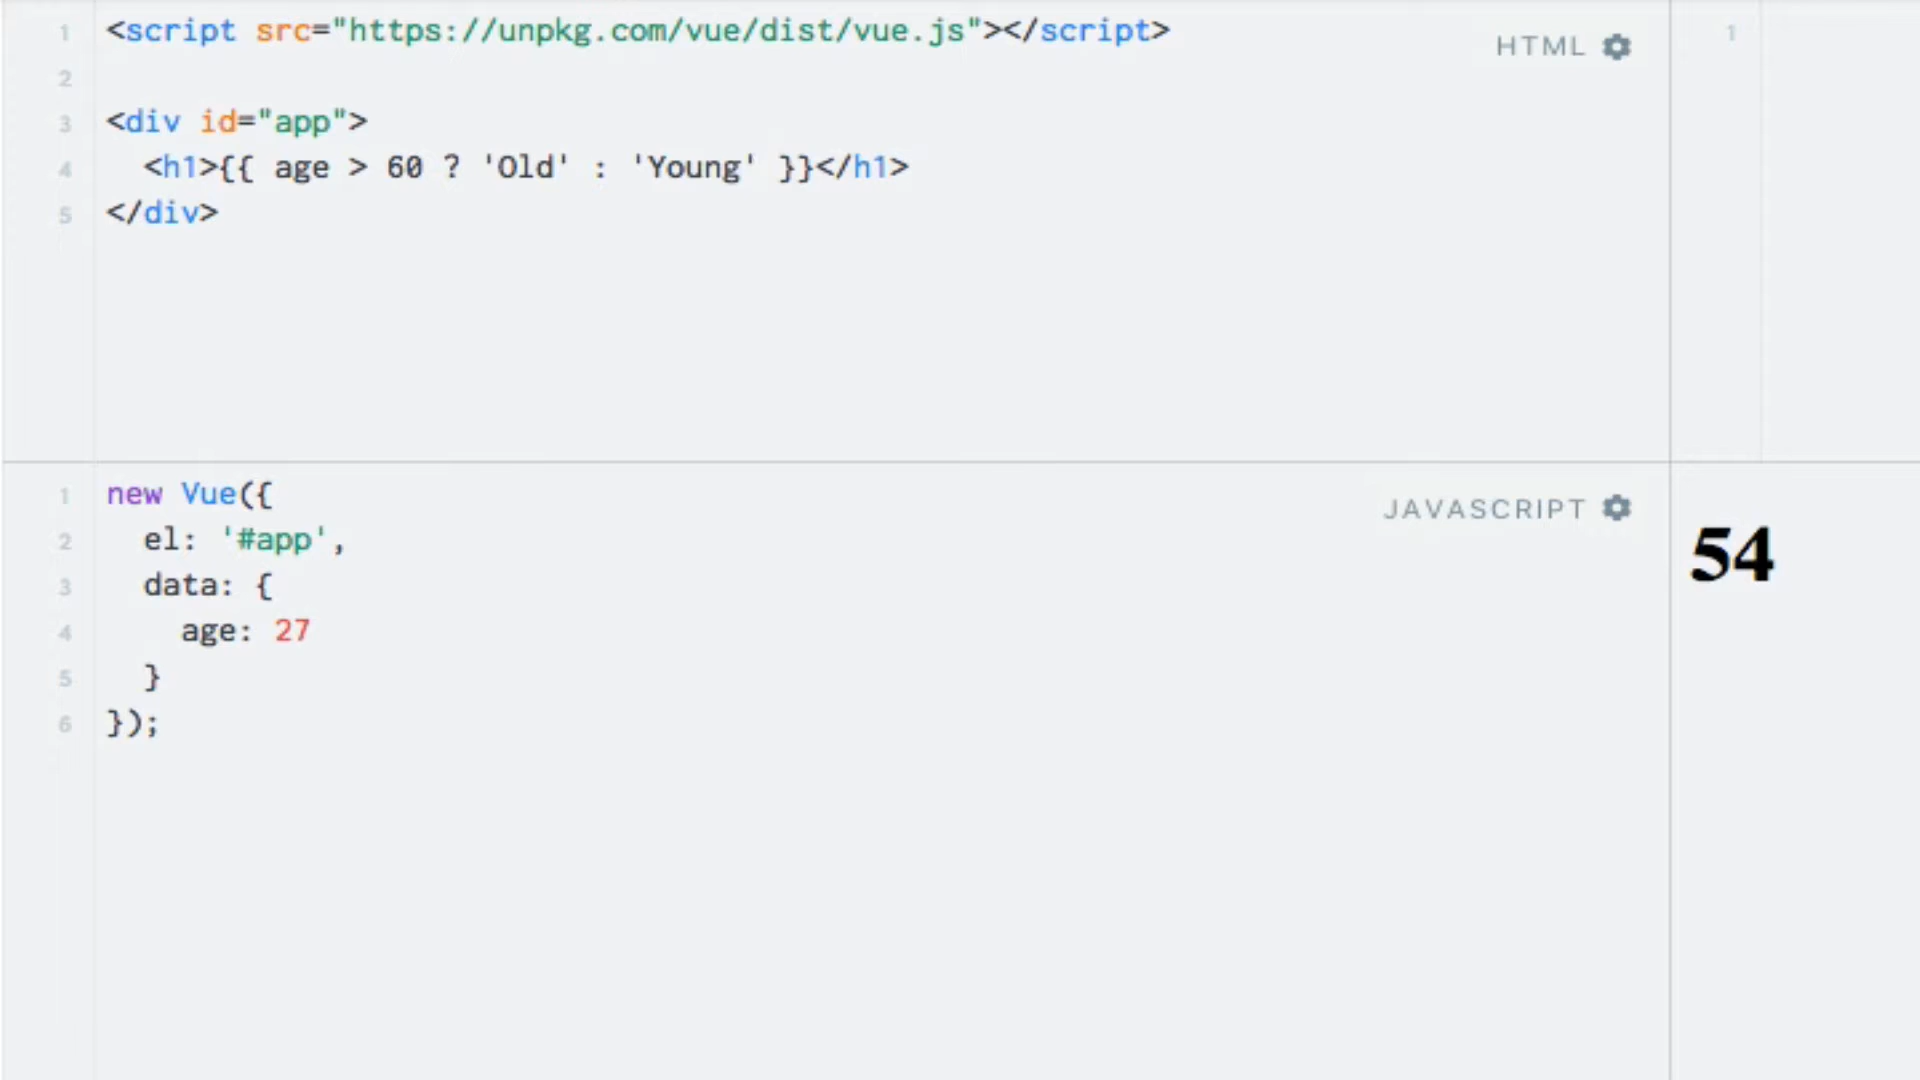 1 <script src="https://unpkg.com/vue/dist/vue.js"></script>
HTML
1
2
3 <div id="app">
4   <h1>{{ age > 60 ? 'Old' : 'Young' }}</h1>
5 </div>
1 new Vue({
JAVASCRIPT
2   el: '#app',
54
3   data: {
4     age: 27
5   }
6 });